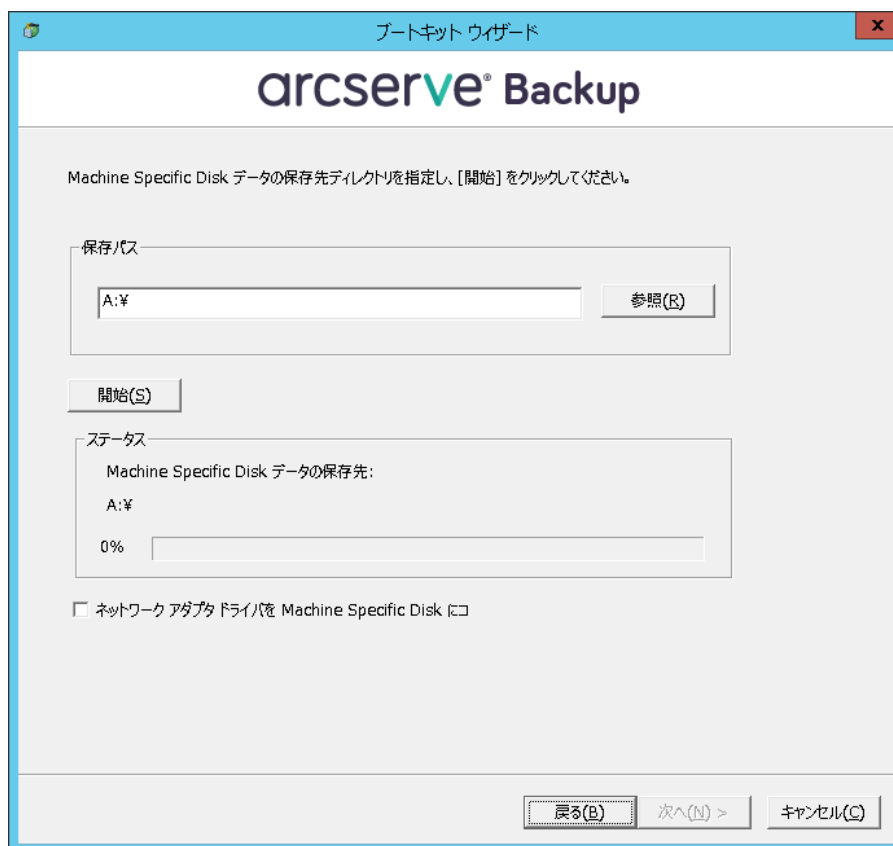 ブートキット ウィザード
x
arcserve® Backup
Machine Specific Disk データの保存先ディレクトリを指定し、[開始] をクリックしてください。
保存パス
A:¥
参照(R)
開始(S)
ステータス
Machine Specific Disk データの保存先:
A:¥
0%
ネットワーク アダプタ ドライバを Machine Specific Disk にコ
戻る(B) 次へ(N) > キャンセル(C)